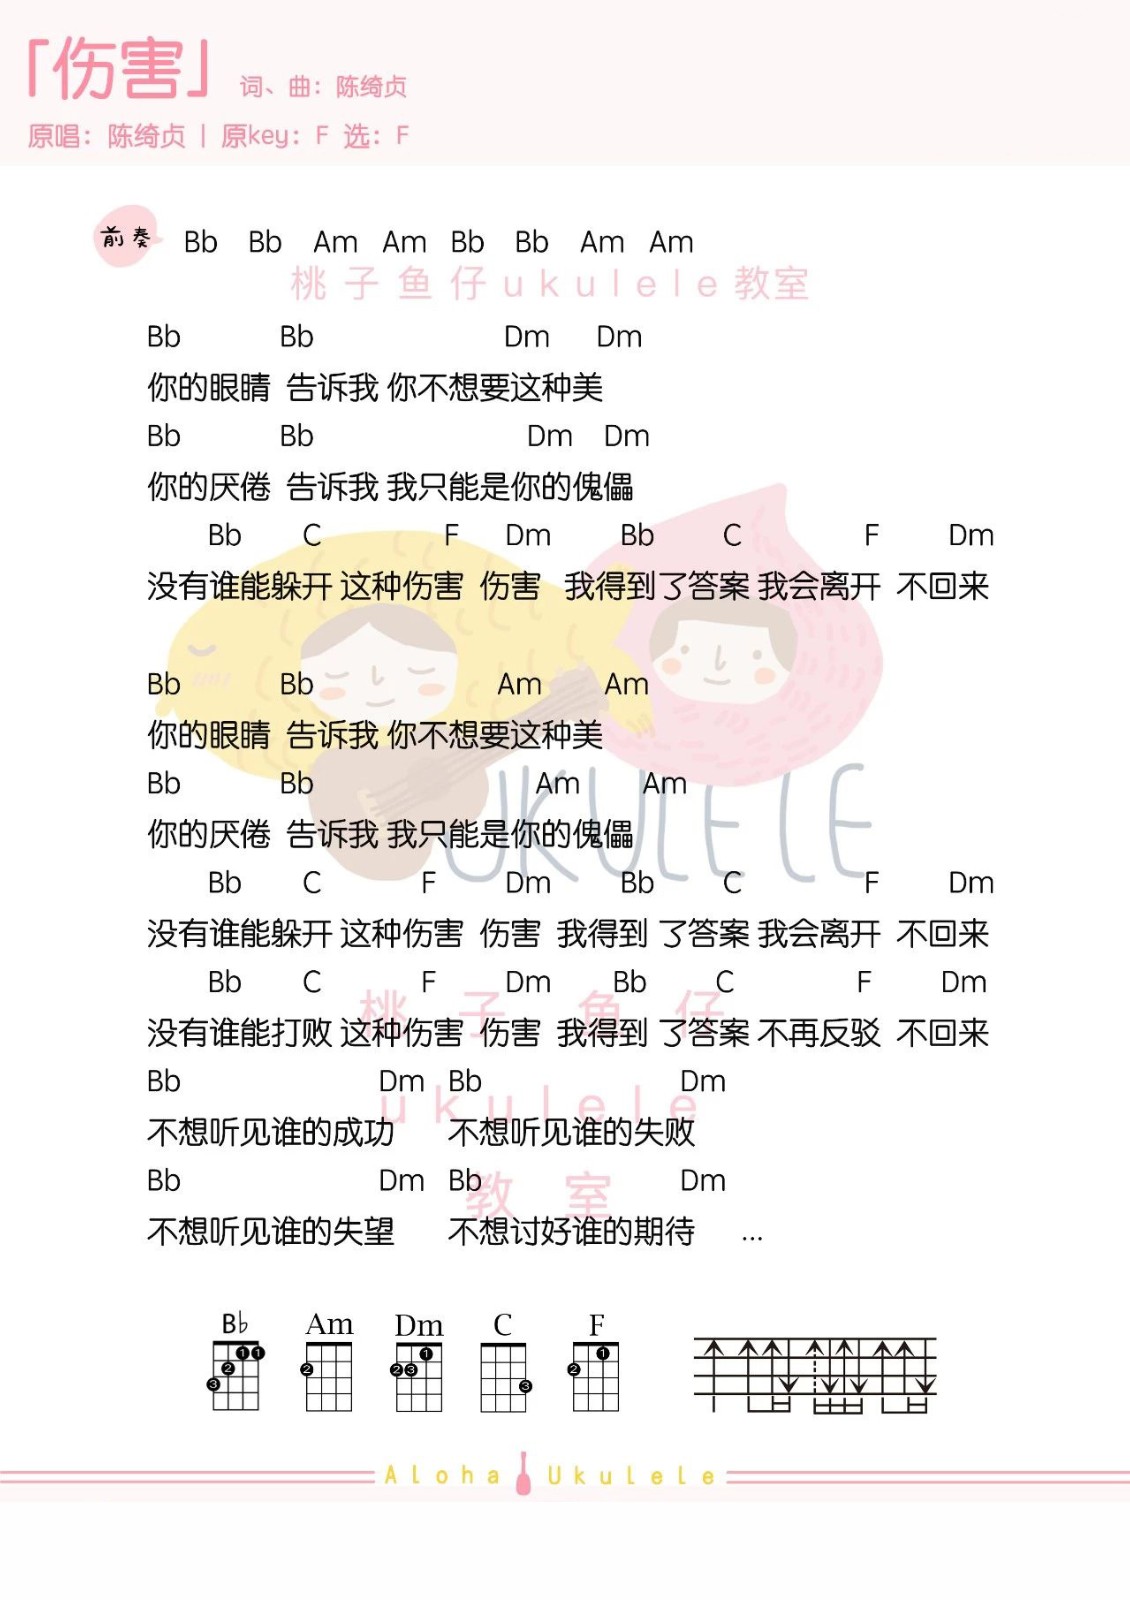 「伤害」 词、曲：陈绮贞
原唱：陈绮贞 | 原key：F 选：F
前奏 Bb Bb Am Am Bb Bb Am Am
桃子鱼仔ukulele教室
Bb Bb Dm Dm
你的眼睛 告诉我 你不想要这种美
Bb Bb Dm Dm
你的厌倦 告诉我 我只能是你的傀儡
Bb C F Dm Bb C F Dm
没有谁能躲开 这种伤害 伤害 我得到了答案 我会离开 不回来
Bb Bb Am Am
你的眼睛 告诉我 你不想要这种美
Bb Bb Am Am
你的厌倦 告诉我 我只能是你的傀儡
UKULELE
Bb C F Dm Bb C F Dm
没有谁能躲开 这种伤害 伤害 我得到 了答案 我会离开 不回来
Bb C F Dm Bb C F Dm
桃子鱼仔
没有谁能打败 这种伤害 伤害 我得到 了答案 不再反驳 不回来
Bb Dm Bb Dm
ukulele
不想听见谁的成功 不想听见谁的失败
Bb Dm Bb Dm
教室
不想听见谁的失望 不想讨好谁的期待 ...
B♭ Am Dm C F
3 2 1 1 2 2 3 1 3 2 1
Aloha Ukulele